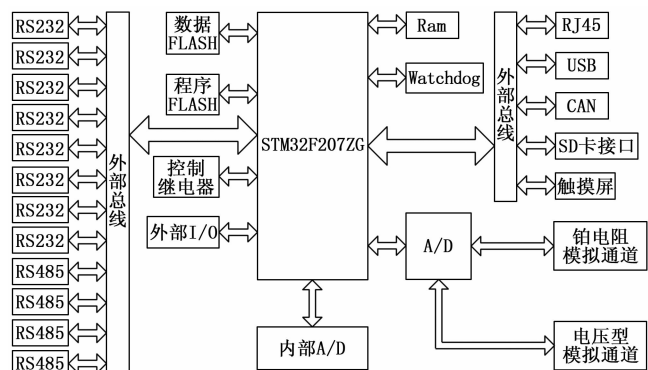 RS232
RS232
RS232
RS232
RS232
RS232
RS232
RS232
RS485
RS485
RS485
RS485
外部总线
数据
FLASH
程序
FLASH
控制
继电器
外部I/O
STM32F207ZG
内部A/D
Ram
Watchdog
A/D
外部总线
RJ45
USB
CAN
SD卡接口
触摸屏
铂电阻
模拟通道
电压型
模拟通道